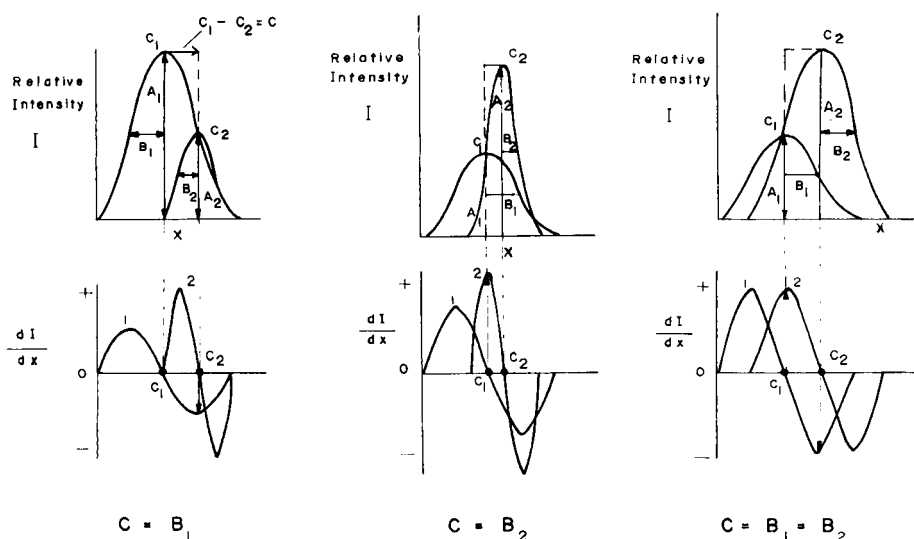 C₁ - C₂ = C
C₁
Relative
Intensity
I
A₁
C₂
B₁
B₂
A₂
X
+
dI
dx
0
—
1
2
C₁
C₂
C = B₁
Relative
Intensity
I
C₂
A₂
C₁
B₂
B₁
A₁
X
+
dI
dx
0
—
1
2
C₁
C₂
C = B₂
Relative
Intensity
I
C₂
A₂
C₁
B₂
B₁
A₁
X
+
dI
dx
0
—
1
2
C₁
C₂
C = B₁ = B₂